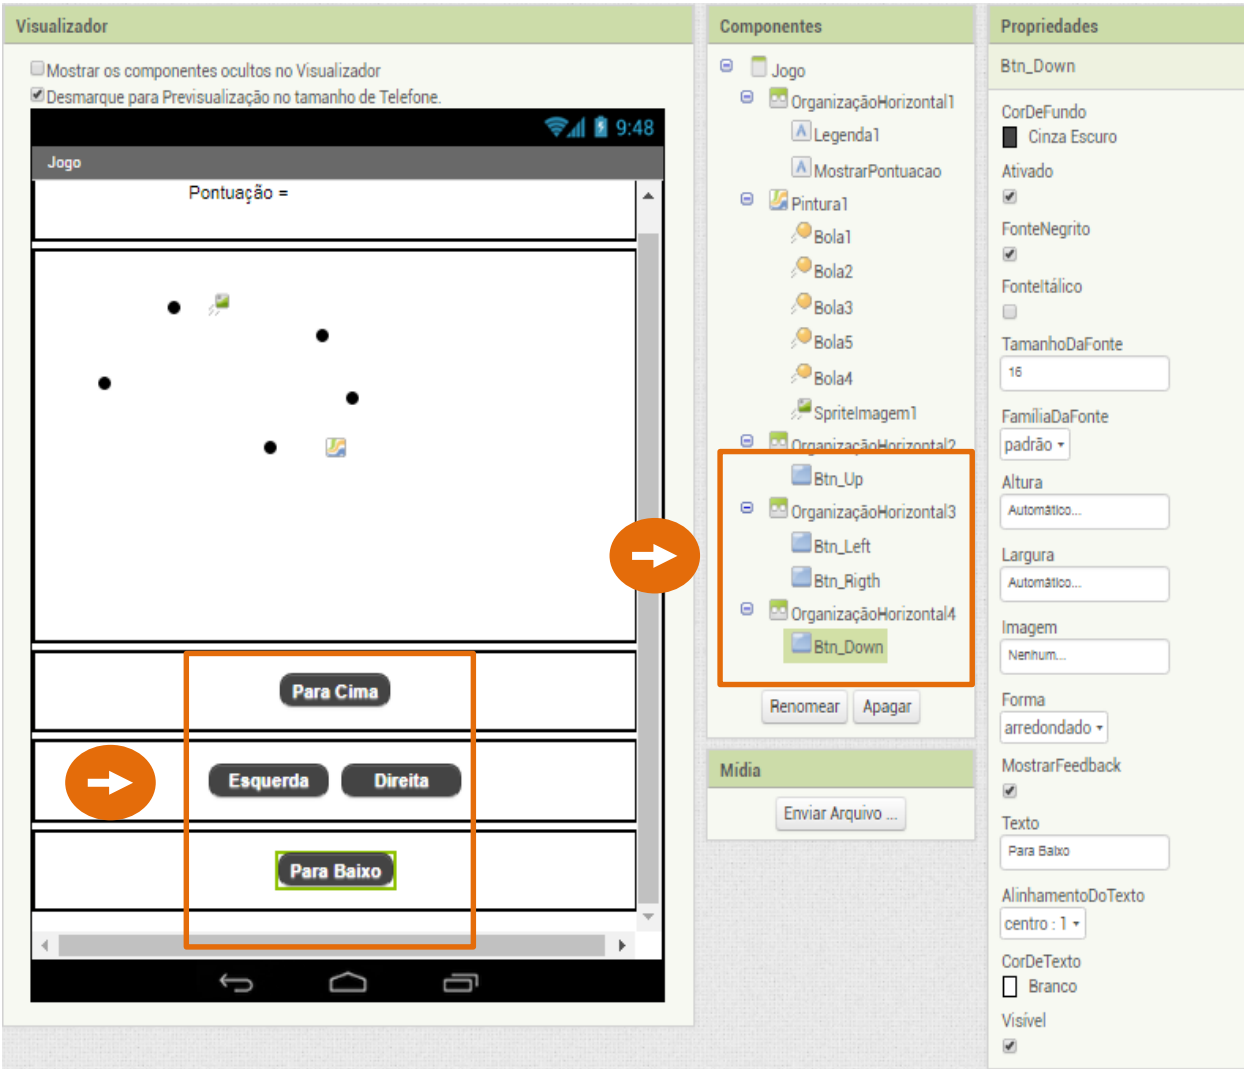 Visualizador
Mostrar os componentes ocultos no Visualizador
Desmarque para Previsualização no tamanho de Telefone.
9:48
Jogo
Pontuação =
Para Cima
Esquerda
Direita
Para Baixo
Componentes
Jogo
OrganizaçãoHorizontal1
Legenda1
MostrarPontuacao
Pintura1
Bola1
Bola2
Bola3
Bola5
Bola4
SpriteImagem1
OrganizaçãoHorizontal2
Btn_Up
OrganizaçãoHorizontal3
Btn_Left
Btn_Rigth
OrganizaçãoHorizontal4
Btn_Down
Renomear Apagar
Mídia
Enviar Arquivo ...
Propriedades
Btn_Down
CorDeFundo
Cinza Escuro
Ativado
FonteNegrito
FonteItálico
TamanhoDaFonte
16
FamíliaDaFonte
padrão
Altura
Automático...
Largura
Automático...
Imagem
Nenhum...
Forma
arredondado
MostrarFeedback
Texto
Para Baixo
AlinhamentoDoTexto
centro : 1
CorDeTexto
Branco
Visível